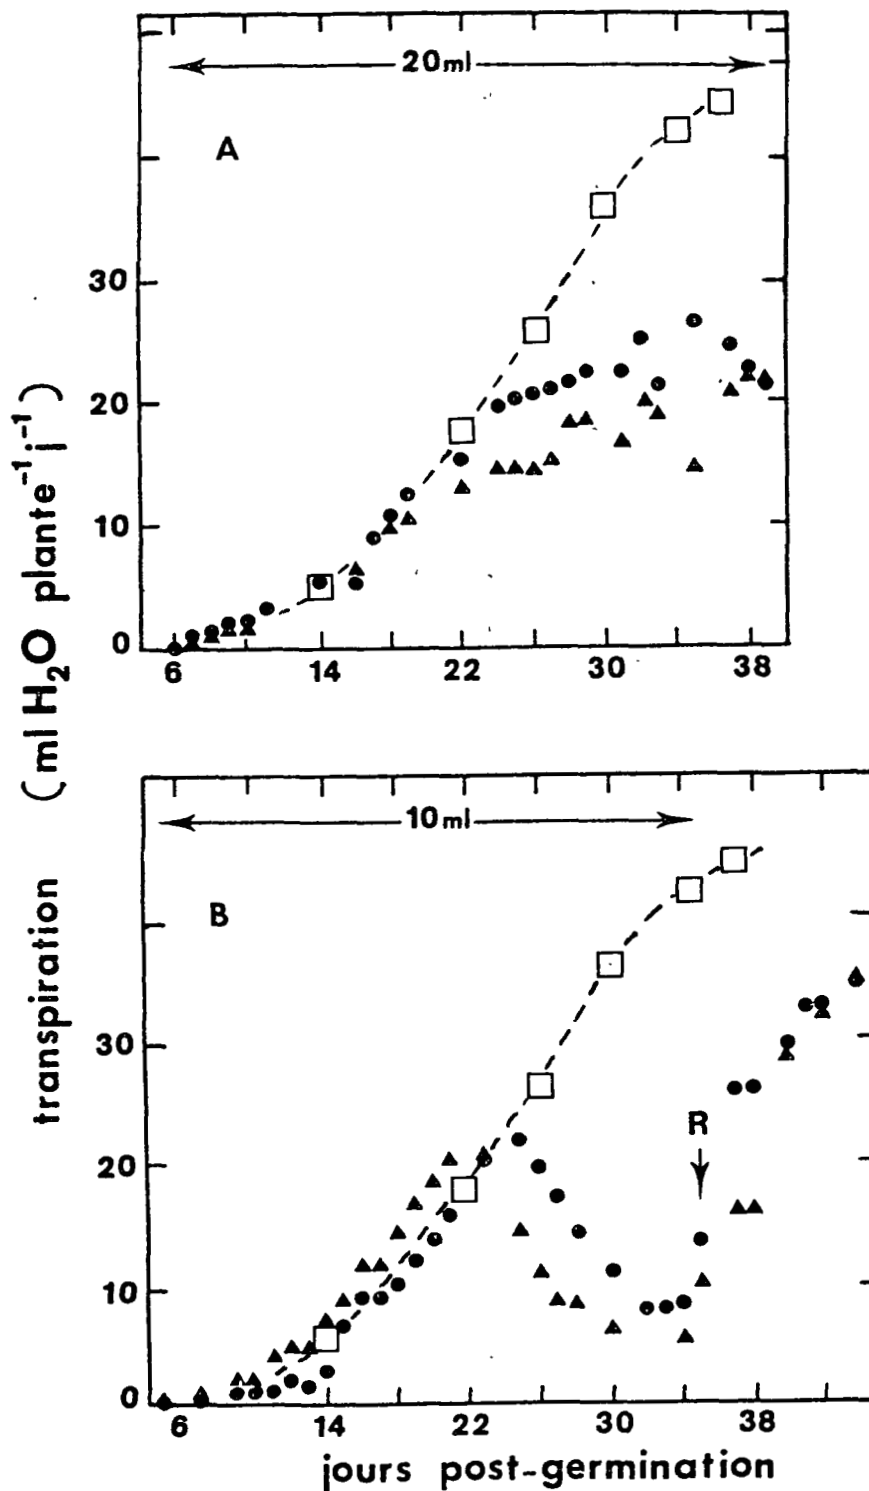 20ml
A
30
20
10
0
6 14 22 30 38
transpiration (ml H₂O plante⁻¹ j⁻¹)
10ml
B
R
30
20
10
0
6 14 22 30 38
jours post-germination